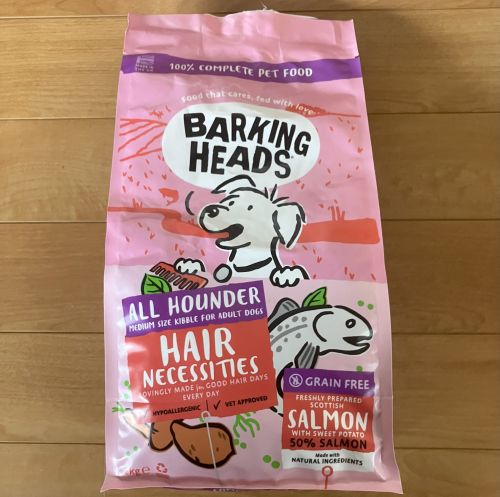 100% COMPLETE PET FOOD
Food that cares, fed with love
BARKING
HEADS
ALL HOUNDER
MEDIUM SIZE KIBBLE FOR ADULT DOGS
HAIR
NECESSITIES
LOVINGLY MADE for GOOD HAIR DAYS
EVERY DAY
HYPOALLERGENIC
VET APPROVED
GRAIN FREE
FRESHLY PREPARED
SCOTTISH
SALMON
WITH SWEET POTATO
50% SALMON
Made with
NATURAL INGREDIENTS
kg e